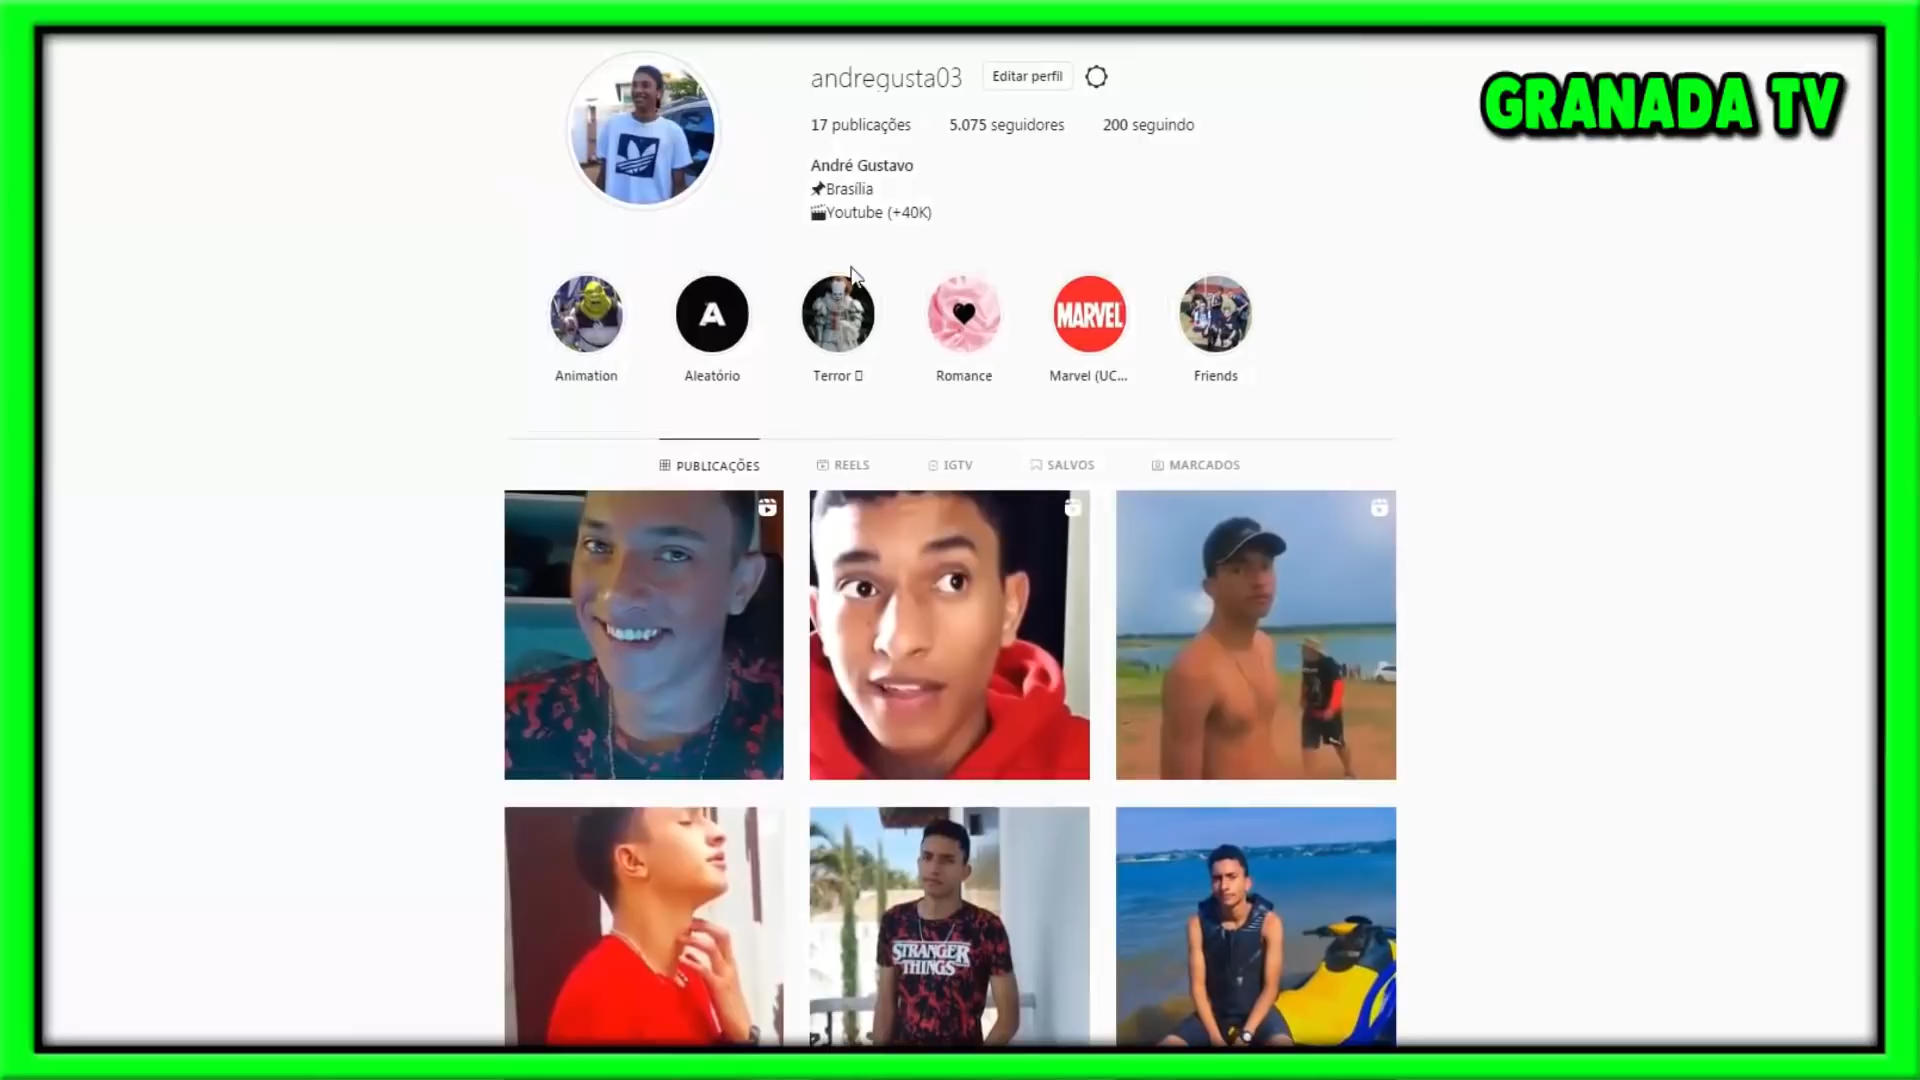 GRANADA TV
andregusta03
Editar perfil
17 publicações 5.075 seguidores 200 seguindo
André Gustavo
Brasília
Youtube (+40K)
A
MARVEL
Animation Aleatório Terror Romance Marvel (UC... Friends
PUBLICAÇÕES REELS IGTV SALVOS MARCADOS
STRANGER
THINGS